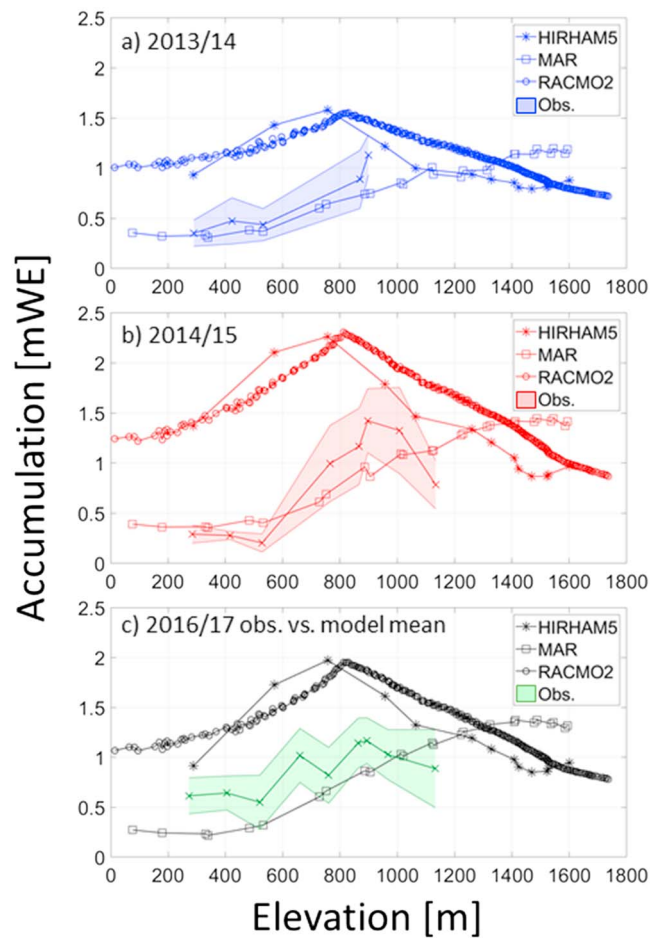 a) 2013/14
HIRHAM5
MAR
RACMO2
Obs.
2.5
2
1.5
1
0.5
0
0 200 400 600 800 1000 1200 1400 1600 1800
b) 2014/15
HIRHAM5
MAR
RACMO2
Obs.
2.5
2
1.5
1
0.5
0
0 200 400 600 800 1000 1200 1400 1600 1800
Accumulation [mWE]
c) 2016/17 obs. vs. model mean
HIRHAM5
MAR
RACMO2
Obs.
2.5
2
1.5
1
0.5
0
0 200 400 600 800 1000 1200 1400 1600 1800
Elevation [m]